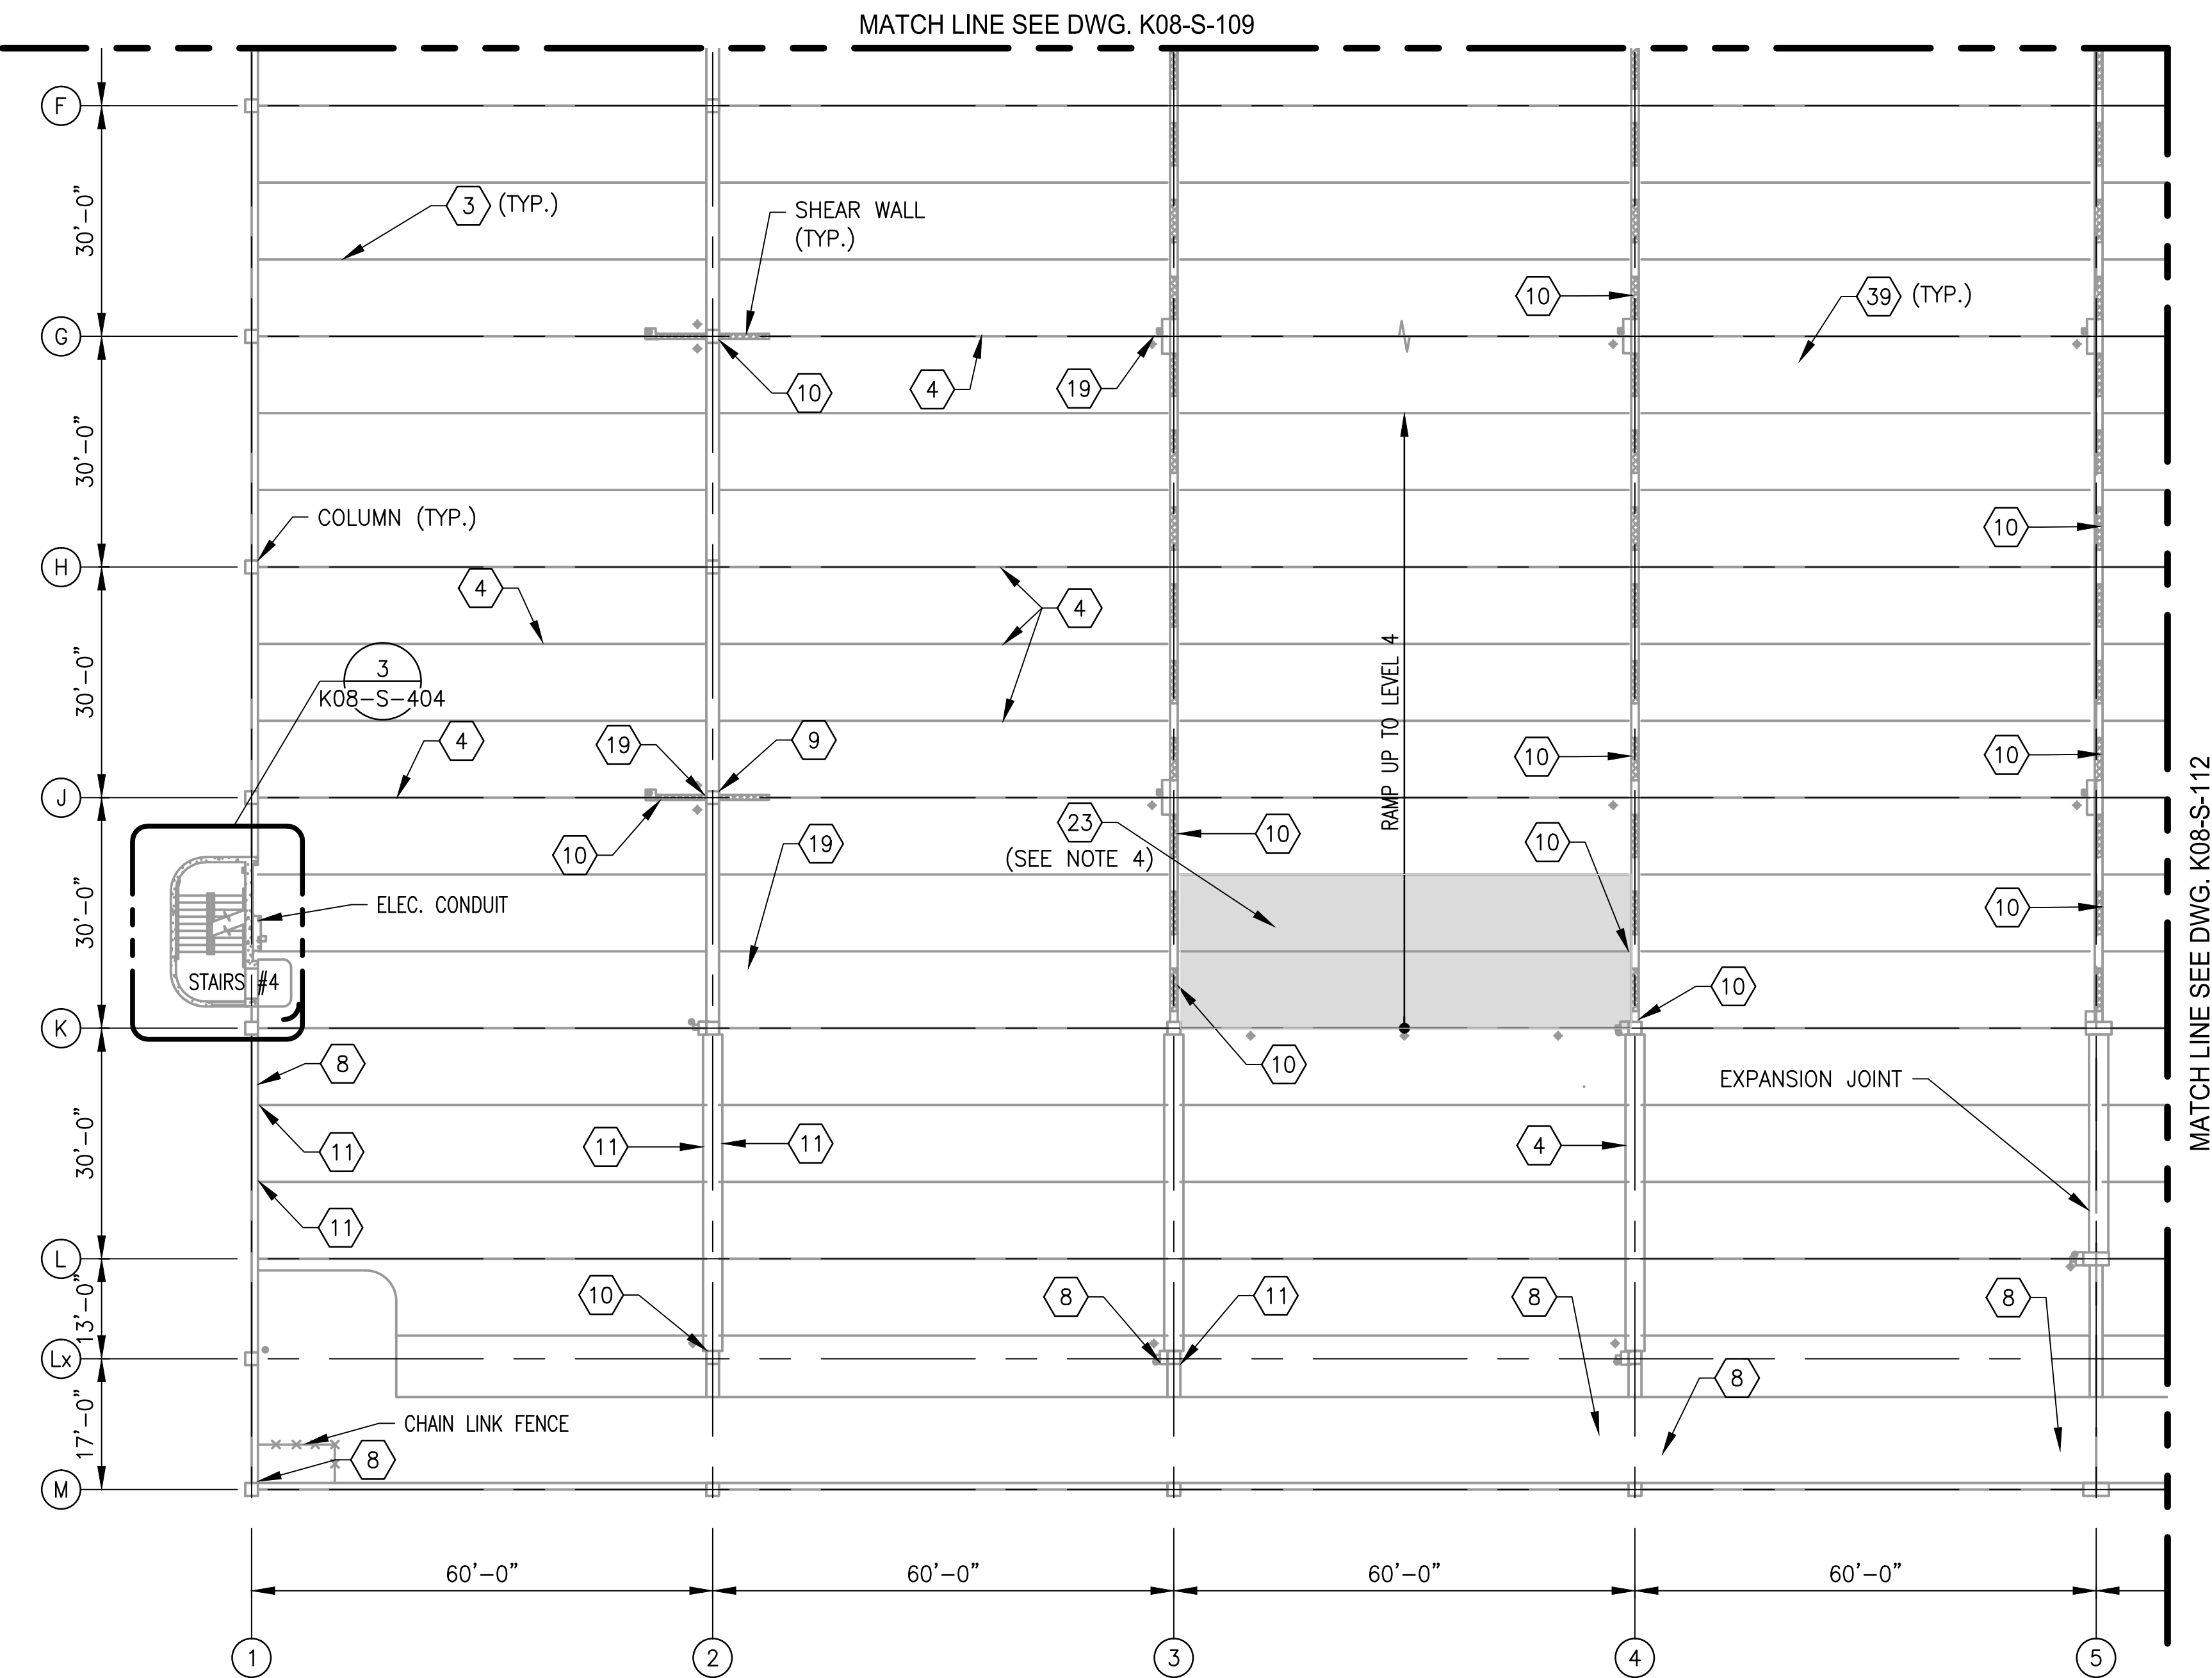 MATCH LINE SEE DWG. K08-S-109
F
3 (TYP.)
SHEAR WALL
(TYP.)
30'-0"
10
39 (TYP.)
G
10
4
19
30'-0"
COLUMN (TYP.)
10
H
4
4
3
K08-S-404
30'-0"
RAMP UP TO LEVEL 4
4
19
9
10
10
J
10
19
23
(SEE NOTE 4)
10
10
ELEC. CONDUIT
30'-0"
10
STAIRS #4
10
K
8
10
EXPANSION JOINT
MATCH LINE SEE DWG. K08-S-112
11
11
11
4
30'-0"
11
L
10
8
11
8
8
13'-0"
Lx
8
17'-0"
CHAIN LINK FENCE
8
M
60'-0"
60'-0"
60'-0"
60'-0"
1
2
3
4
5